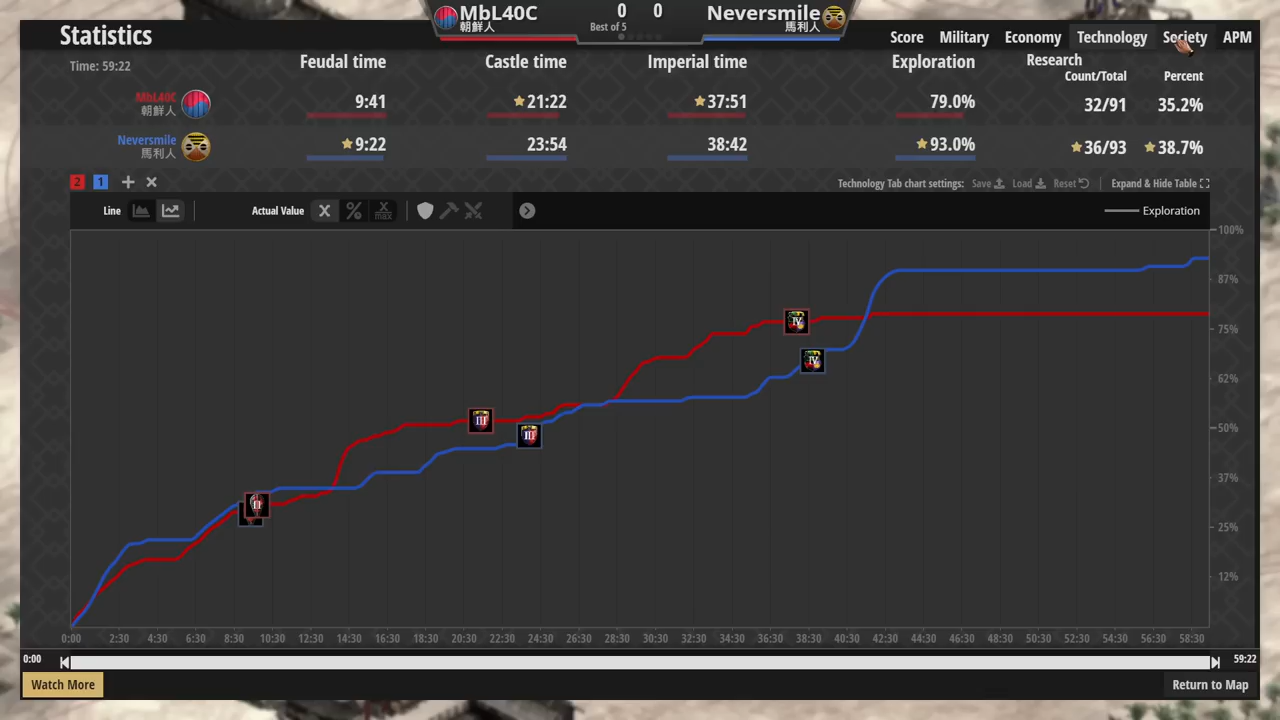 MbL40C
朝鮮人
0 0
Best of 5
Neversmile
馬利人
Statistics
Score Military Economy Technology Society APM
Time: 59:22
Feudal time Castle time Imperial time Exploration Research
Count/Total Percent
MbL40C
朝鮮人
9:41 21:22 37:51 79.0% 32/91 35.2%
Neversmile
馬利人
9:22 23:54 38:42 93.0% 36/93 38.7%
2 1
Technology Tab chart settings: Save Load Reset Expand & Hide Table
Line Actual Value X % X/max
Exploration
100%
87%
75%
62%
50%
37%
25%
12%
IV
IV
III
III
II
0:00 2:30 4:30 6:30 8:30 10:30 12:30 14:30 16:30 18:30 20:30 22:30 24:30 26:30 28:30 30:30 32:30 34:30 36:30 38:30 40:30 42:30 44:30 46:30 48:30 50:30 52:30 54:30 56:30 58:30
0:00 59:22
Watch More Return to Map